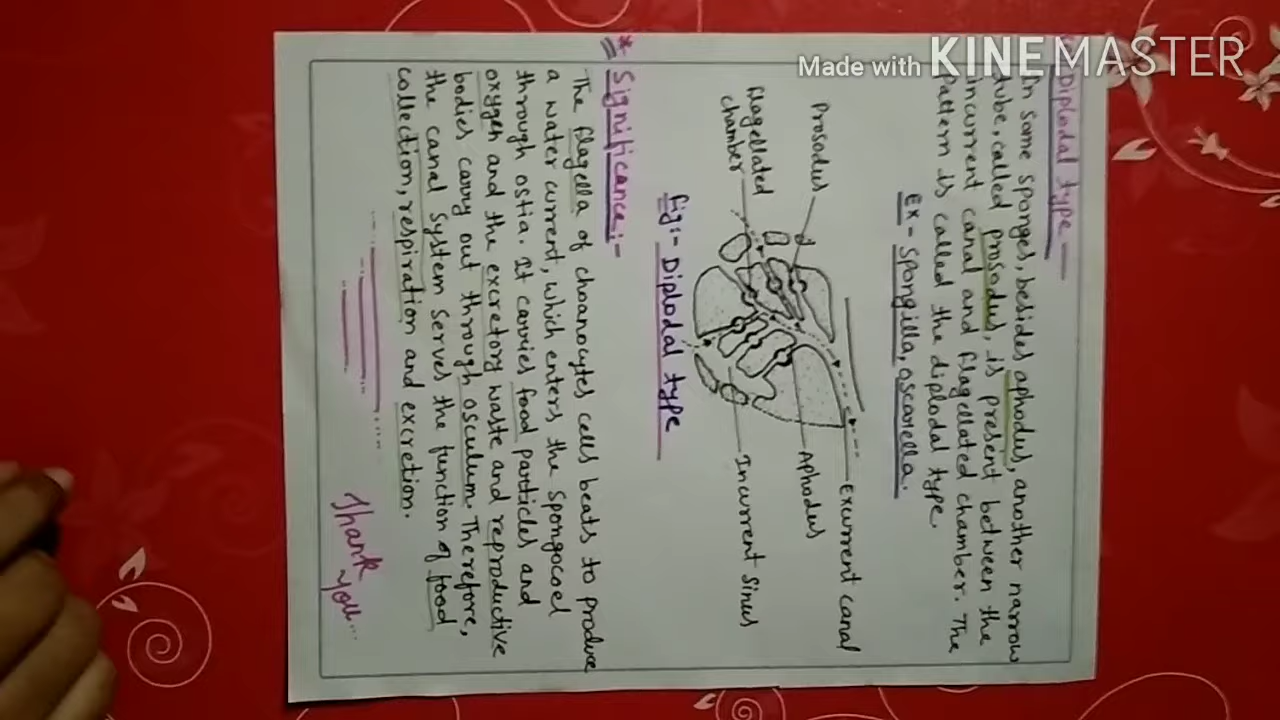 Made with KINEMASTER
Diplodal type —
In some sponges, besides aphodus, another narrow
tube, called prosodus, is present between the
incurrent canal and flagellated chamber. The
pattern is called the diplodal type.
EX - Spongilla, oscarella.
Excurrent canal
Prosodus
Aphodus
flagellated
chamber
Incurrent sinus
fig:- Diplodal type
* Significance:-
The flagella of choanocytes cells beats to produce
a water current, which enters the spongocoel
through ostia. It carries food particles and
oxygen and the excretory waste and reproductive
bodies carry out through osculum. Therefore,
the canal system serves the function of food
collection, respiration and excretion.
Thank
you...